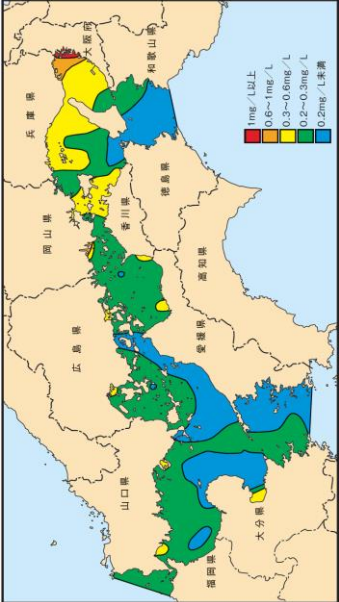 兵庫県
大阪府
和歌山県
岡山県
香川県
徳島県
広島県
愛媛県
高知県
山口県
福岡県
大分県
1mg/L以上
0.6~1mg/L
0.3~0.6mg/L
0.2~0.3mg/L
0.2mg/L未満